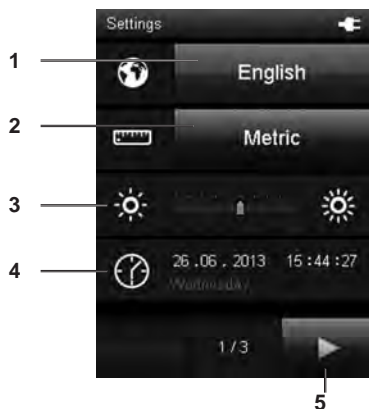 Settings
1
English
2
Metric
3
4
26 .06 . 2013 15:44:27
Wednesday
1/3
5